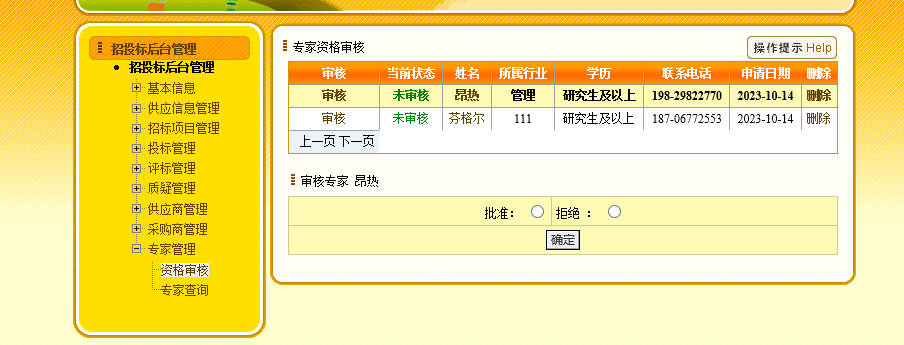 招投标后台管理
招投标后台管理
基本信息
供应信息管理
招标项目管理
投标管理
评标管理
质疑管理
供应商管理
采购商管理
专家管理
资格审核
专家查询
专家资格审核 操作提示 Help
审核 当前状态 姓名 所属行业 学历 联系电话 申请日期 删除
审核 未审核 昂热 管理 研究生及以上 198-29822770 2023-10-14 删除
审核 未审核 芬格尔 111 研究生及以上 187-06772553 2023-10-14 删除
上一页 下一页
审核专家 昂热
批准： 拒绝 ：
确定